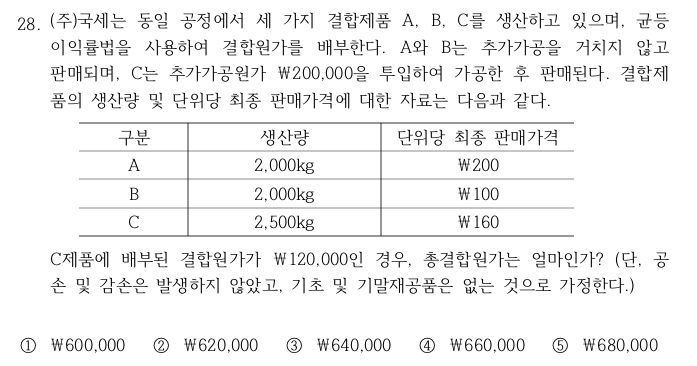 28. (주)국세는 동일 공정에서 세 가지 결합제품 A, B, C를 생산하고 있으며, 균등
이익률법을 사용하여 결합원가를 배부한다. A와 B는 추가가공을 거치지 않고
판매되며, C는 추가가공원가 ₩200,000을 투입하여 가공한 후 판매된다. 결합제
품의 생산량 및 단위당 최종 판매가격에 대한 자료는 다음과 같다.
구분 생산량 단위당 최종 판매가격
A 2,000kg ₩200
B 2,000kg ₩100
C 2,500kg ₩160
C제품에 배부된 결합원가가 ₩120,000인 경우, 총결합원가는 얼마인가? (단, 공
손 및 감손은 발생하지 않았고, 기초 및 기말재공품은 없는 것으로 가정한다.)
① ₩600,000 ② ₩620,000 ③ ₩640,000 ④ ₩660,000 ⑤ ₩680,000